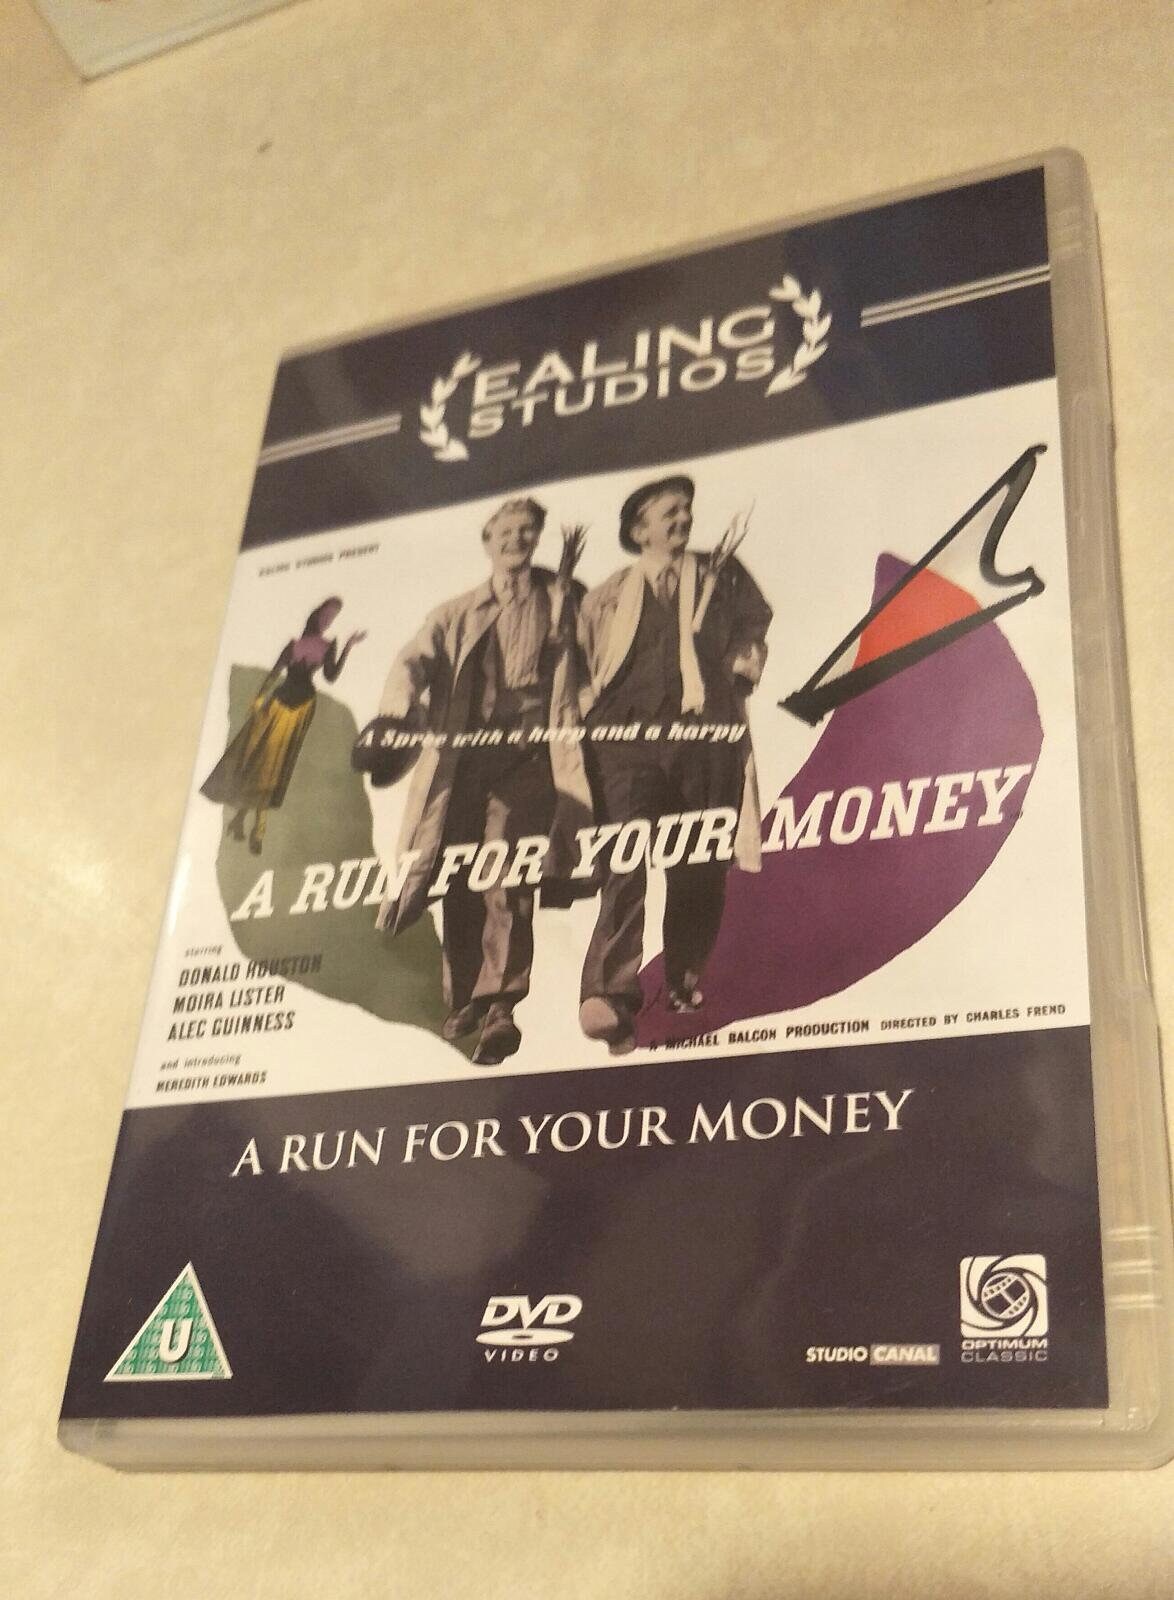 EALING
STUDIOS
EALING STUDIOS PRESENT
A Spree with a harp and a harpy
A RUN FOR YOUR MONEY
starring
DONALD HOUSTON
MOIRA LISTER
ALEC GUINNESS
and introducing
MEREDITH EDWARDS
A MICHAEL BALCON PRODUCTION DIRECTED BY CHARLES FREND
A RUN FOR YOUR MONEY
U
DVD
VIDEO
STUDIO CANAL
OPTIMUM
CLASSIC